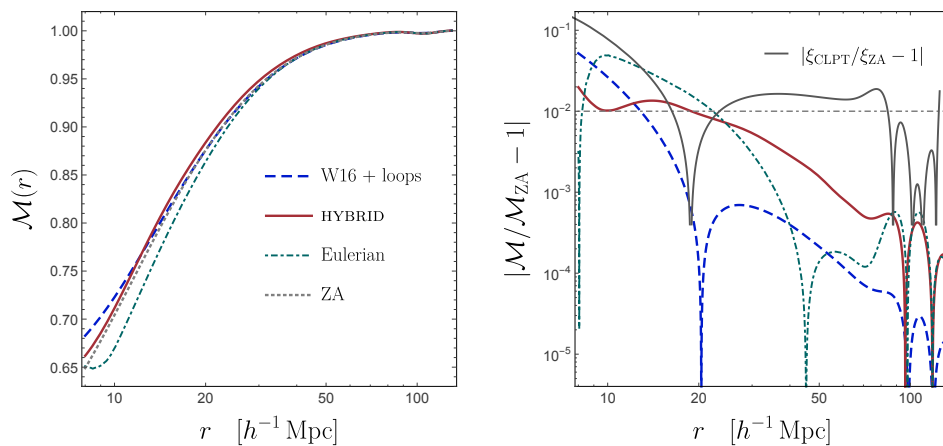 1.00
0.95
0.90
0.85
0.80
0.75
0.70
0.65
ℳ(r)
W16 + loops
HYBRID
Eulerian
ZA
10
20
50
100
r [h⁻¹ Mpc]
10⁻¹
10⁻²
10⁻³
10⁻⁴
10⁻⁵
|ℳ/ℳ_ZA − 1|
|ξ_CLPT/ξ_ZA − 1|
10
20
50
100
r [h⁻¹ Mpc]